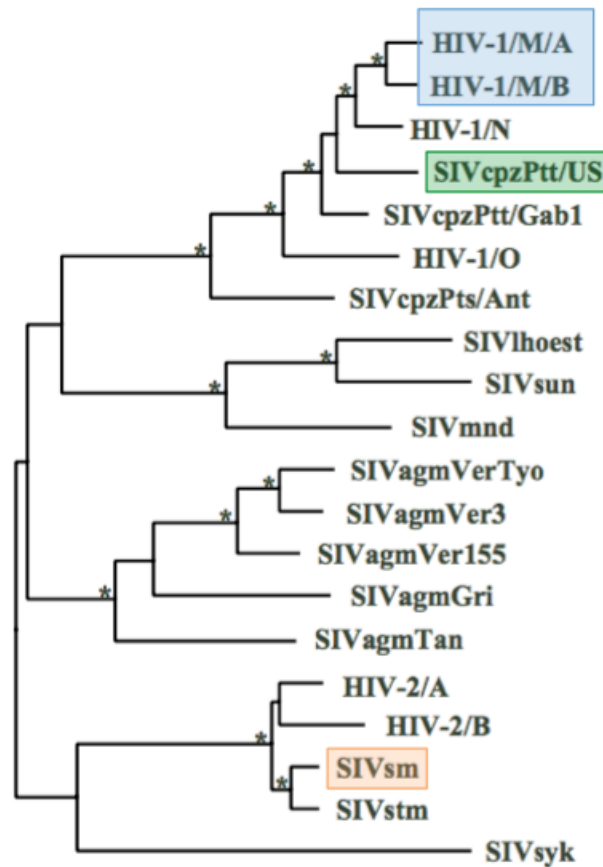 HIV-1/M/A
HIV-1/M/B
HIV-1/N
SIVcpzPtt/US
SIVcpzPtt/Gab1
HIV-1/O
SIVcpzPts/Ant
SIVlhoest
SIVsun
SIVmnd
SIVagmVerTyo
SIVagmVer3
SIVagmVer155
SIVagmGri
SIVagmTan
HIV-2/A
HIV-2/B
SIVsm
SIVstm
SIVsyk